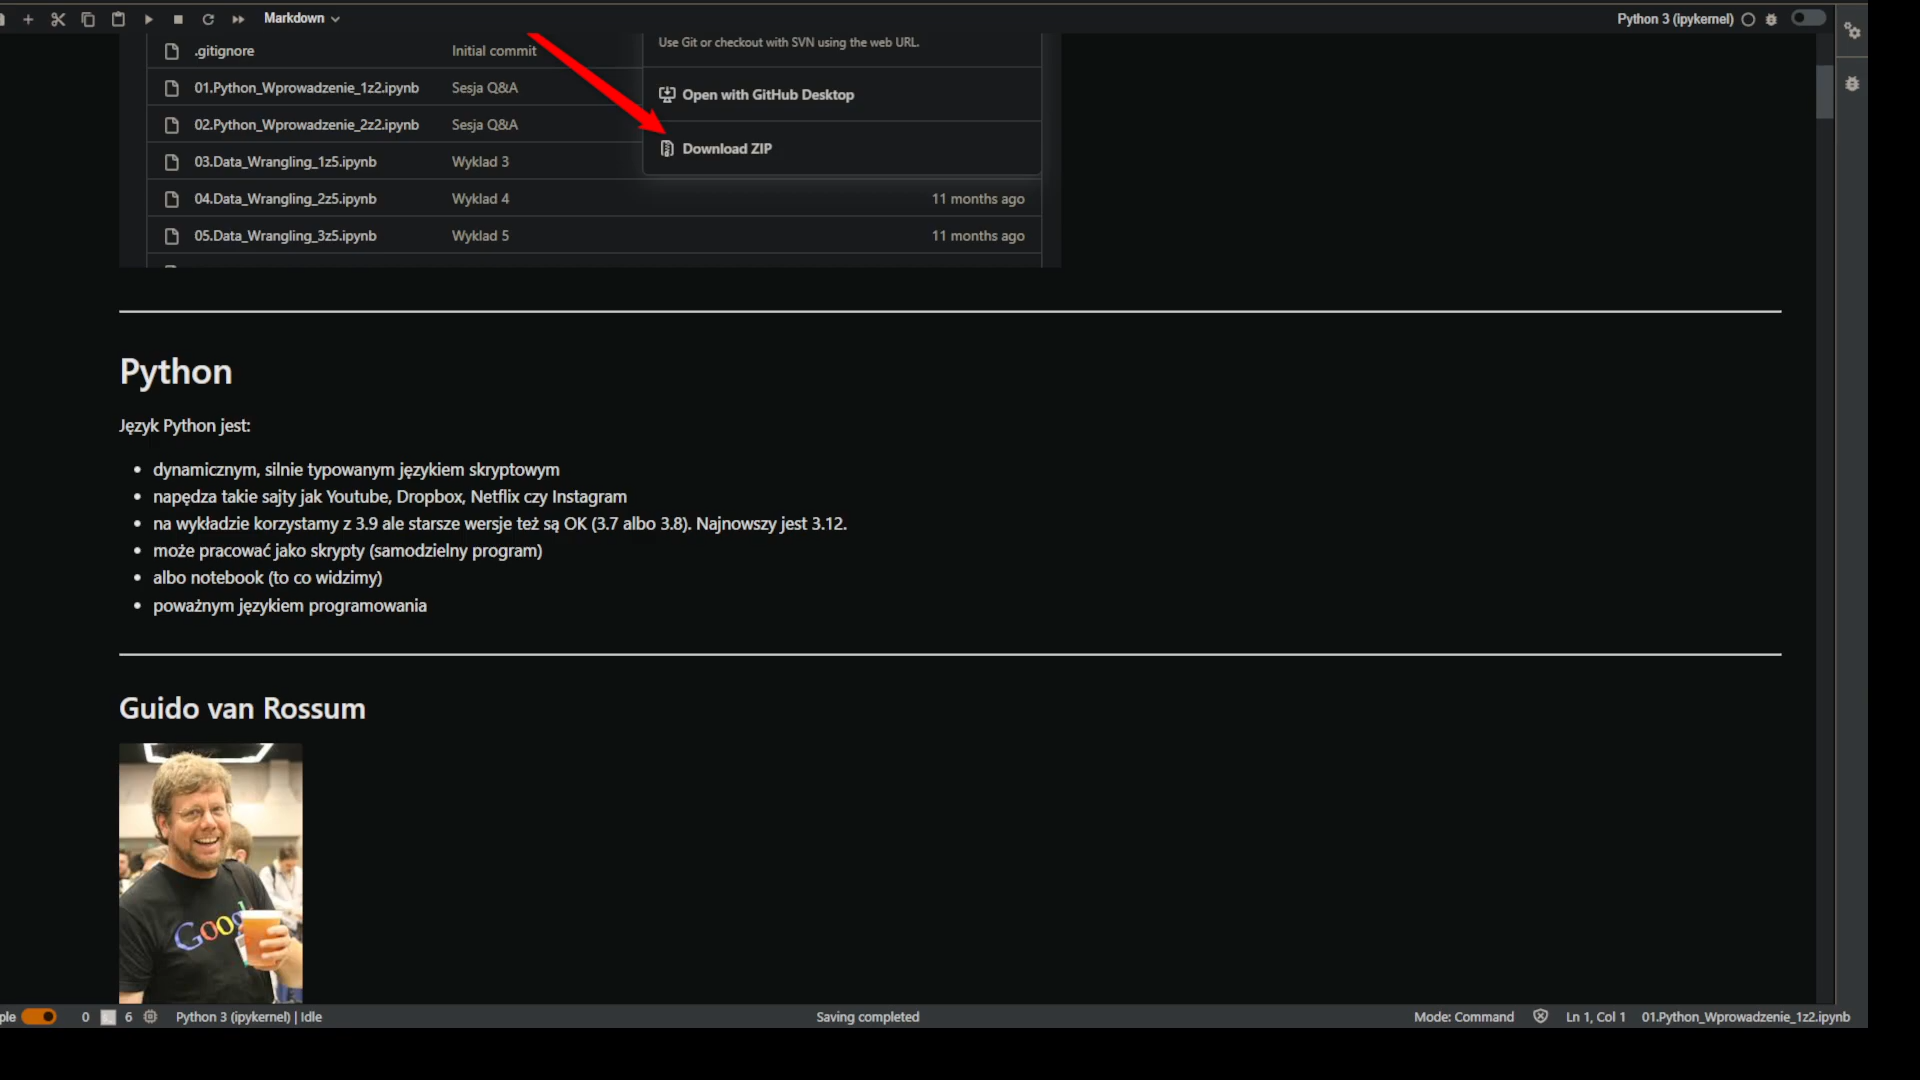 Markdown
Python 3 (ipykernel)
.gitignore Initial commit
Use Git or checkout with SVN using the web URL.
01.Python_Wprowadzenie_1z2.ipynb Sesja Q&A
Open with GitHub Desktop
02.Python_Wprowadzenie_2z2.ipynb Sesja Q&A
03.Data_Wrangling_1z5.ipynb Wyklad 3
Download ZIP
04.Data_Wrangling_2z5.ipynb Wyklad 4 11 months ago
05.Data_Wrangling_3z5.ipynb Wyklad 5 11 months ago
Python
Język Python jest:
• dynamicznym, silnie typowanym językiem skryptowym
• napędza takie sajty jak Youtube, Dropbox, Netflix czy Instagram
• na wykładzie korzystamy z 3.9 ale starsze wersje też są OK (3.7 albo 3.8). Najnowszy jest 3.12.
• może pracować jako skrypty (samodzielny program)
• albo notebook (to co widzimy)
• poważnym językiem programowania
Guido van Rossum
Goog
ple 0 6 Python 3 (ipykernel) | Idle Saving completed Mode: Command Ln 1, Col 1 01.Python_Wprowadzenie_1z2.ipynb